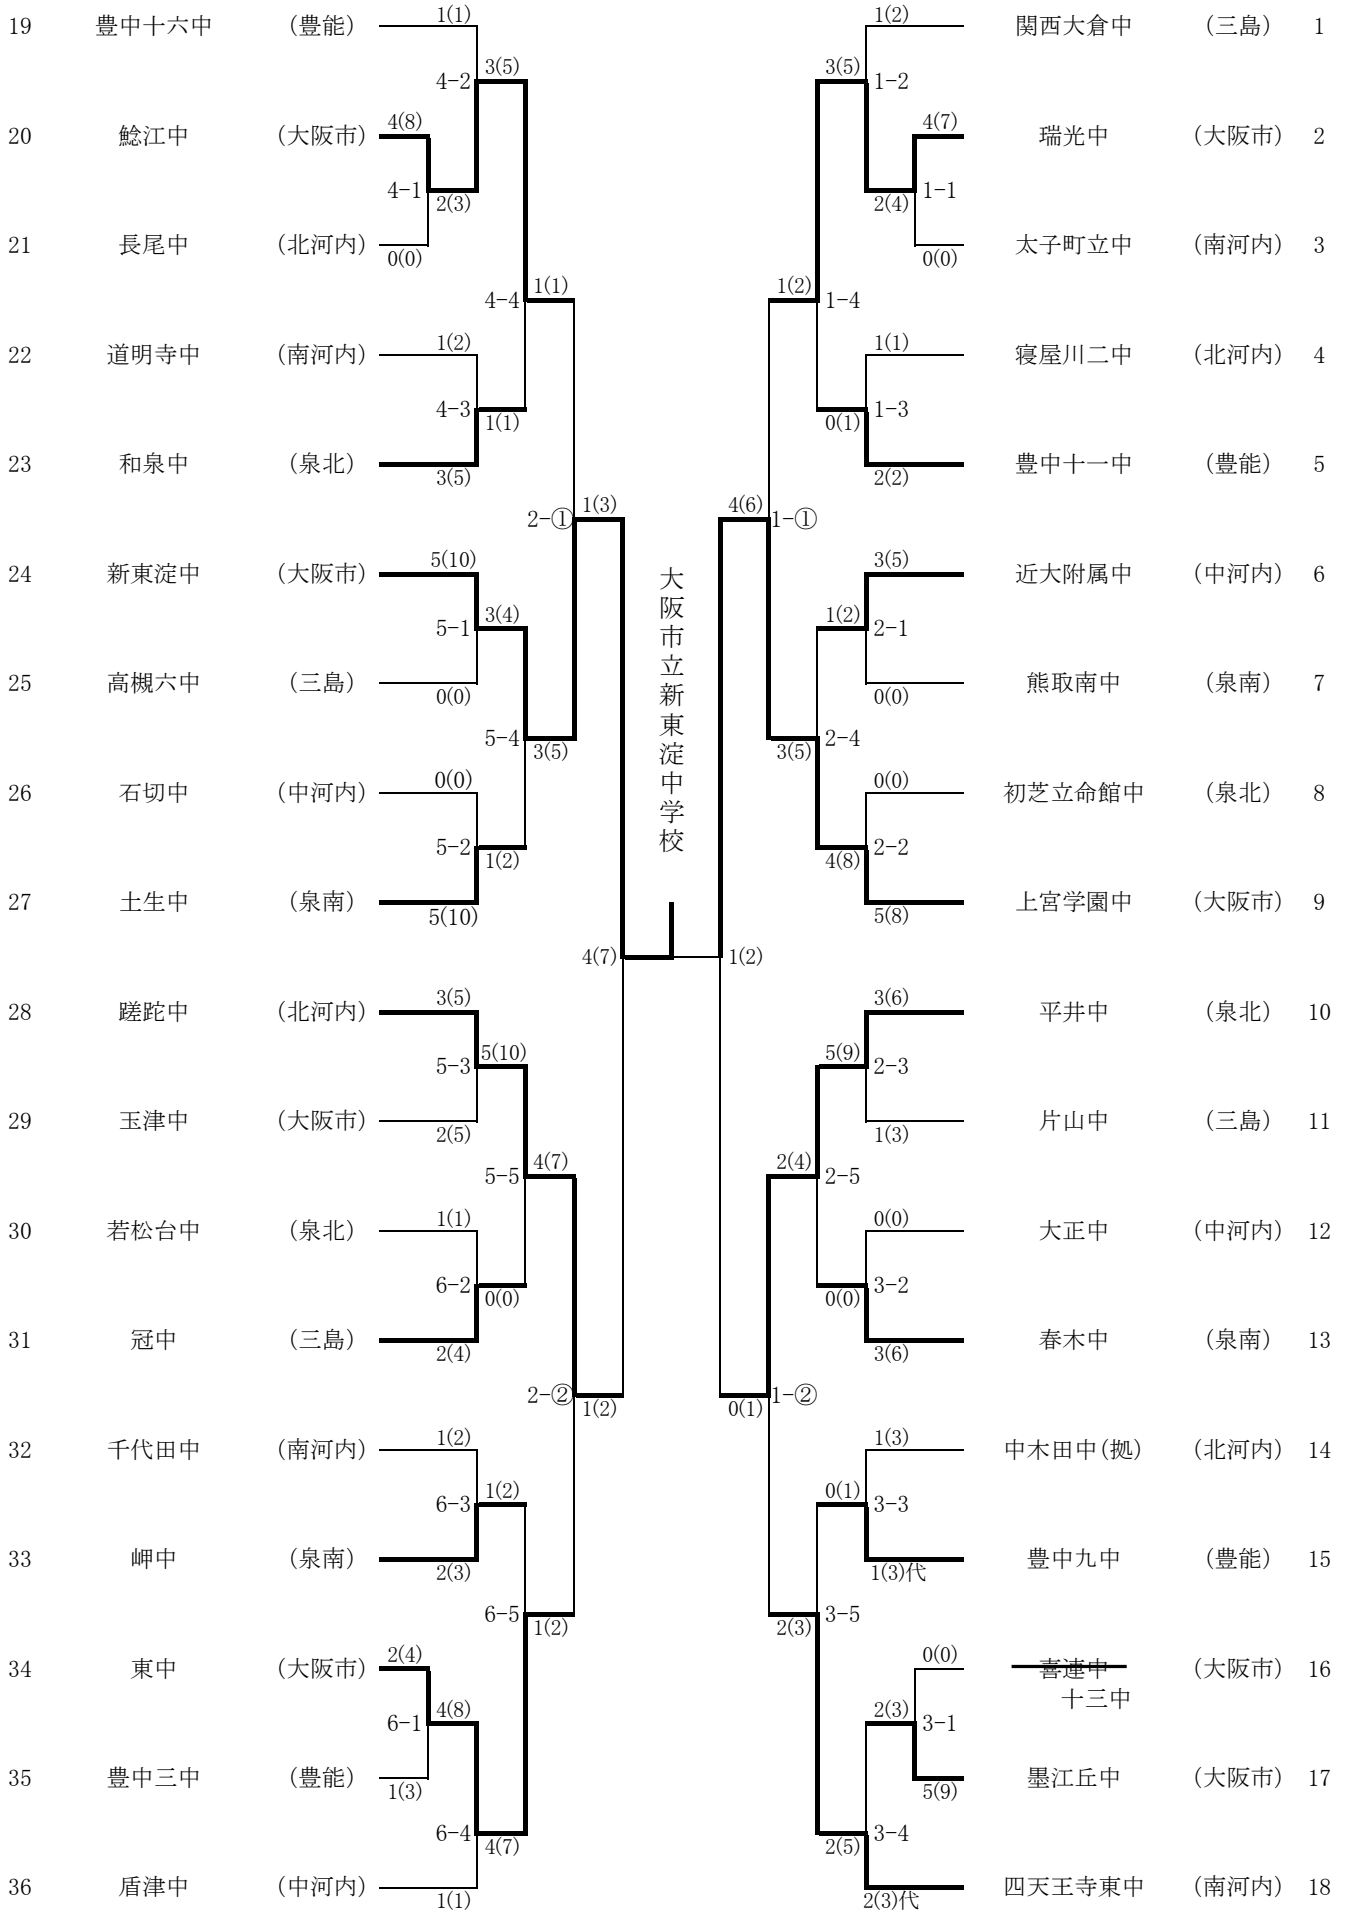 19 豊中十六中 (豊能) 1(1)
4-2 3(5)
20 鯰江中 (大阪市) 4(8)
4-1 2(3)
21 長尾中 (北河内) 0(0)
4-4 1(1)
22 道明寺中 (南河内) 1(2)
4-3 1(1)
23 和泉中 (泉北) 3(5)
2-① 1(3)
24 新東淀中 (大阪市) 5(10)
5-1 3(4)
25 高槻六中 (三島) 0(0)
5-4 3(5)
26 石切中 (中河内) 0(0)
5-2 1(2)
27 土生中 (泉南) 5(10)
4(7)
28 蹉跎中 (北河内) 3(5)
5-3 5(10)
29 玉津中 (大阪市) 2(5)
5-5 4(7)
30 若松台中 (泉北) 1(1)
6-2 0(0)
31 冠中 (三島) 2(4)
2-② 1(2)
32 千代田中 (南河内) 1(2)
6-3 1(2)
33 岬中 (泉南) 2(3)
6-5 1(2)
34 東中 (大阪市) 2(4)
6-1 4(8)
35 豊中三中 (豊能) 1(3)
6-4 4(7)
36 盾津中 (中河内) 1(1)
大阪市立新東淀中学校
1(2) 関西大倉中 (三島) 1
3(5) 1-2
4(7) 瑞光中 (大阪市) 2
2(4) 1-1
0(0) 太子町立中 (南河内) 3
1(2) 1-4
1(1) 寝屋川二中 (北河内) 4
0(1) 1-3
2(2) 豊中十一中 (豊能) 5
4(6) 1-①
3(5) 近大附属中 (中河内) 6
1(2) 2-1
0(0) 熊取南中 (泉南) 7
3(5) 2-4
0(0) 初芝立命館中 (泉北) 8
4(8) 2-2
5(8) 上宮学園中 (大阪市) 9
1(2)
3(6) 平井中 (泉北) 10
5(9) 2-3
1(3) 片山中 (三島) 11
2(4) 2-5
0(0) 大正中 (中河内) 12
0(0) 3-2
3(6) 春木中 (泉南) 13
0(1) 1-②
1(3) 中木田中(拠) (北河内) 14
0(1) 3-3
1(3)代 豊中九中 (豊能) 15
2(3) 3-5
0(0) 喜連中 (大阪市) 16
十三中
2(3) 3-1
5(9) 墨江丘中 (大阪市) 17
2(5) 3-4
2(3)代 四天王寺東中 (南河内) 18